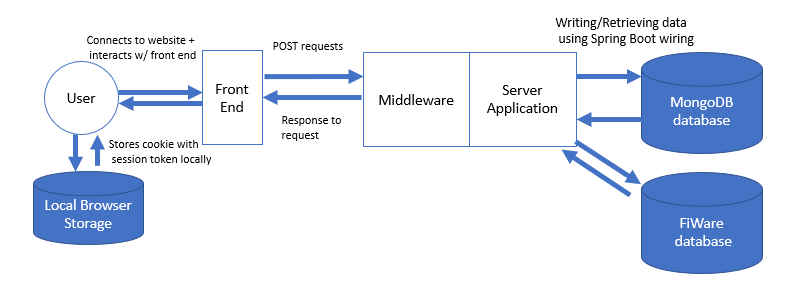 Writing/Retrieving data
using Spring Boot wiring
Connects to website +
interacts w/ front end
POST requests
User
Front
End
Middleware
Server
Application
MongoDB
database
Response to
request
Stores cookie with
session token locally
Local Browser
Storage
FiWare
database